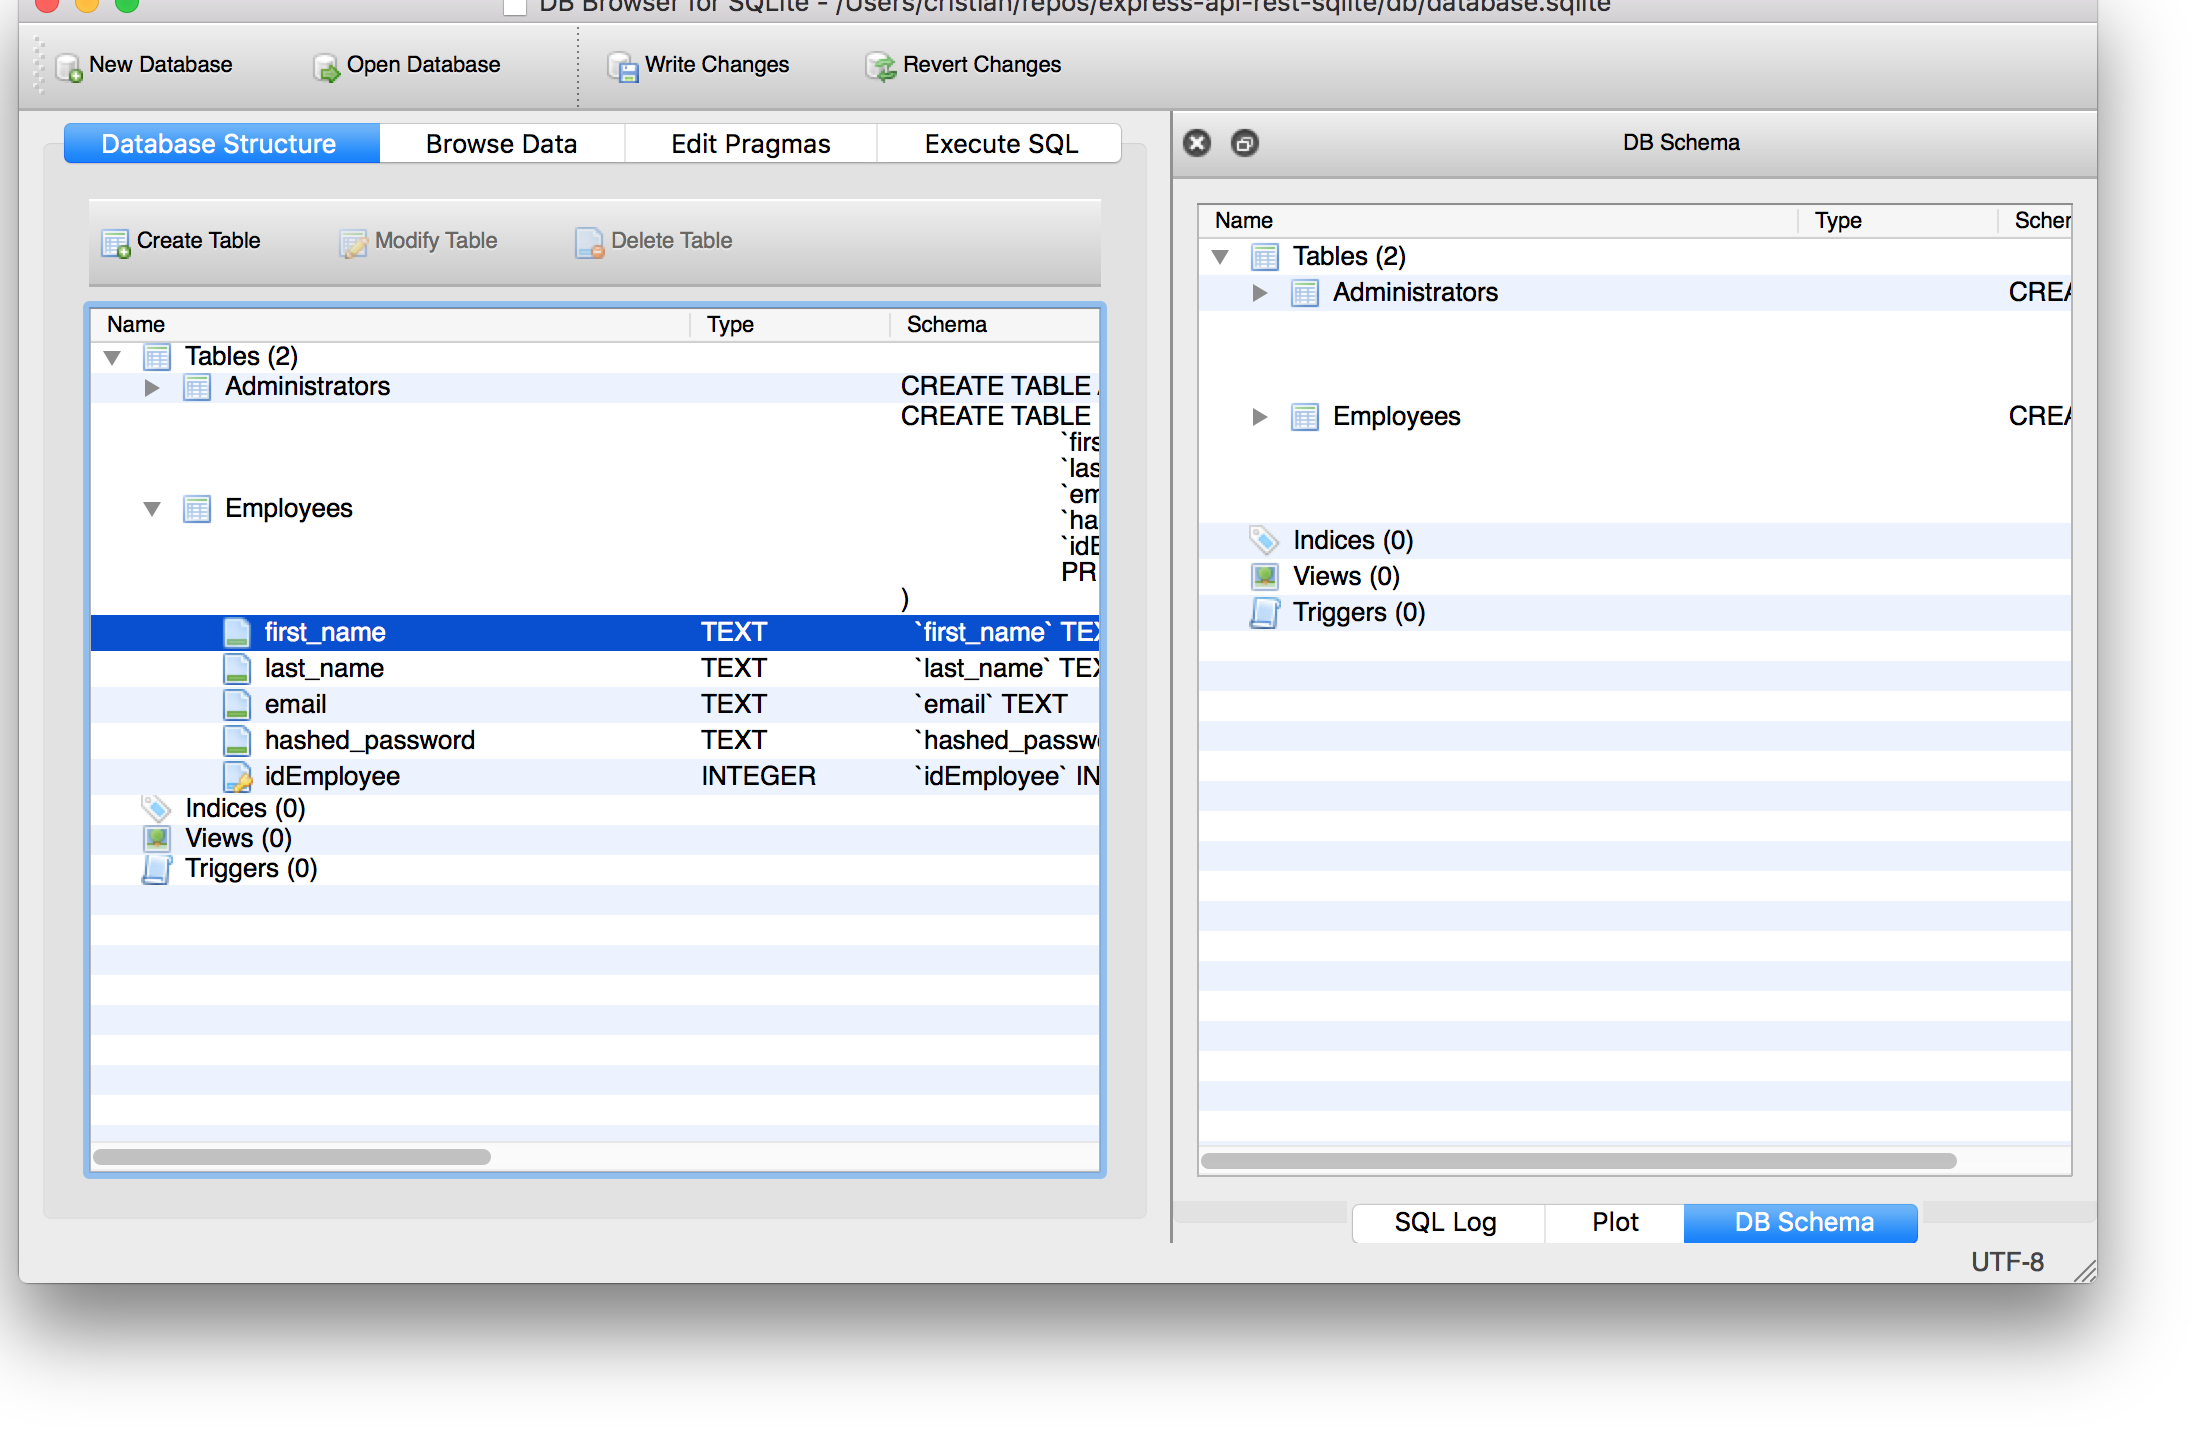 DB Browser for SQLite - /Users/cristian/repos/express-api-rest-sqlite/db/database.sqlite
New Database Open Database Write Changes Revert Changes
Database Structure Browse Data Edit Pragmas Execute SQL
Create Table Modify Table Delete Table
Name Type Schema
Tables (2)
Administrators CREATE TABLE
CREATE TABLE
`firs
`las
`em
`ha
Employees
`idE
PR
)
first_name TEXT `first_name` TEX
last_name TEXT `last_name` TEX
email TEXT `email` TEXT
hashed_password TEXT `hashed_passw
idEmployee INTEGER `idEmployee` IN
Indices (0)
Views (0)
Triggers (0)
DB Schema
Name Type Schem
Tables (2)
Administrators CREA
Employees CREA
Indices (0)
Views (0)
Triggers (0)
SQL Log Plot DB Schema
UTF-8